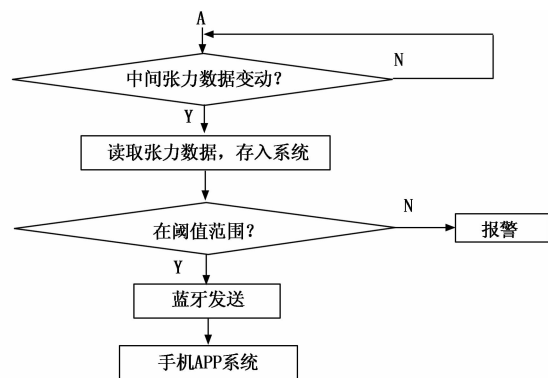 A
中间张力数据变动?
N
Y
读取张力数据，存入系统
在阈值范围?
N
报警
Y
蓝牙发送
手机APP系统